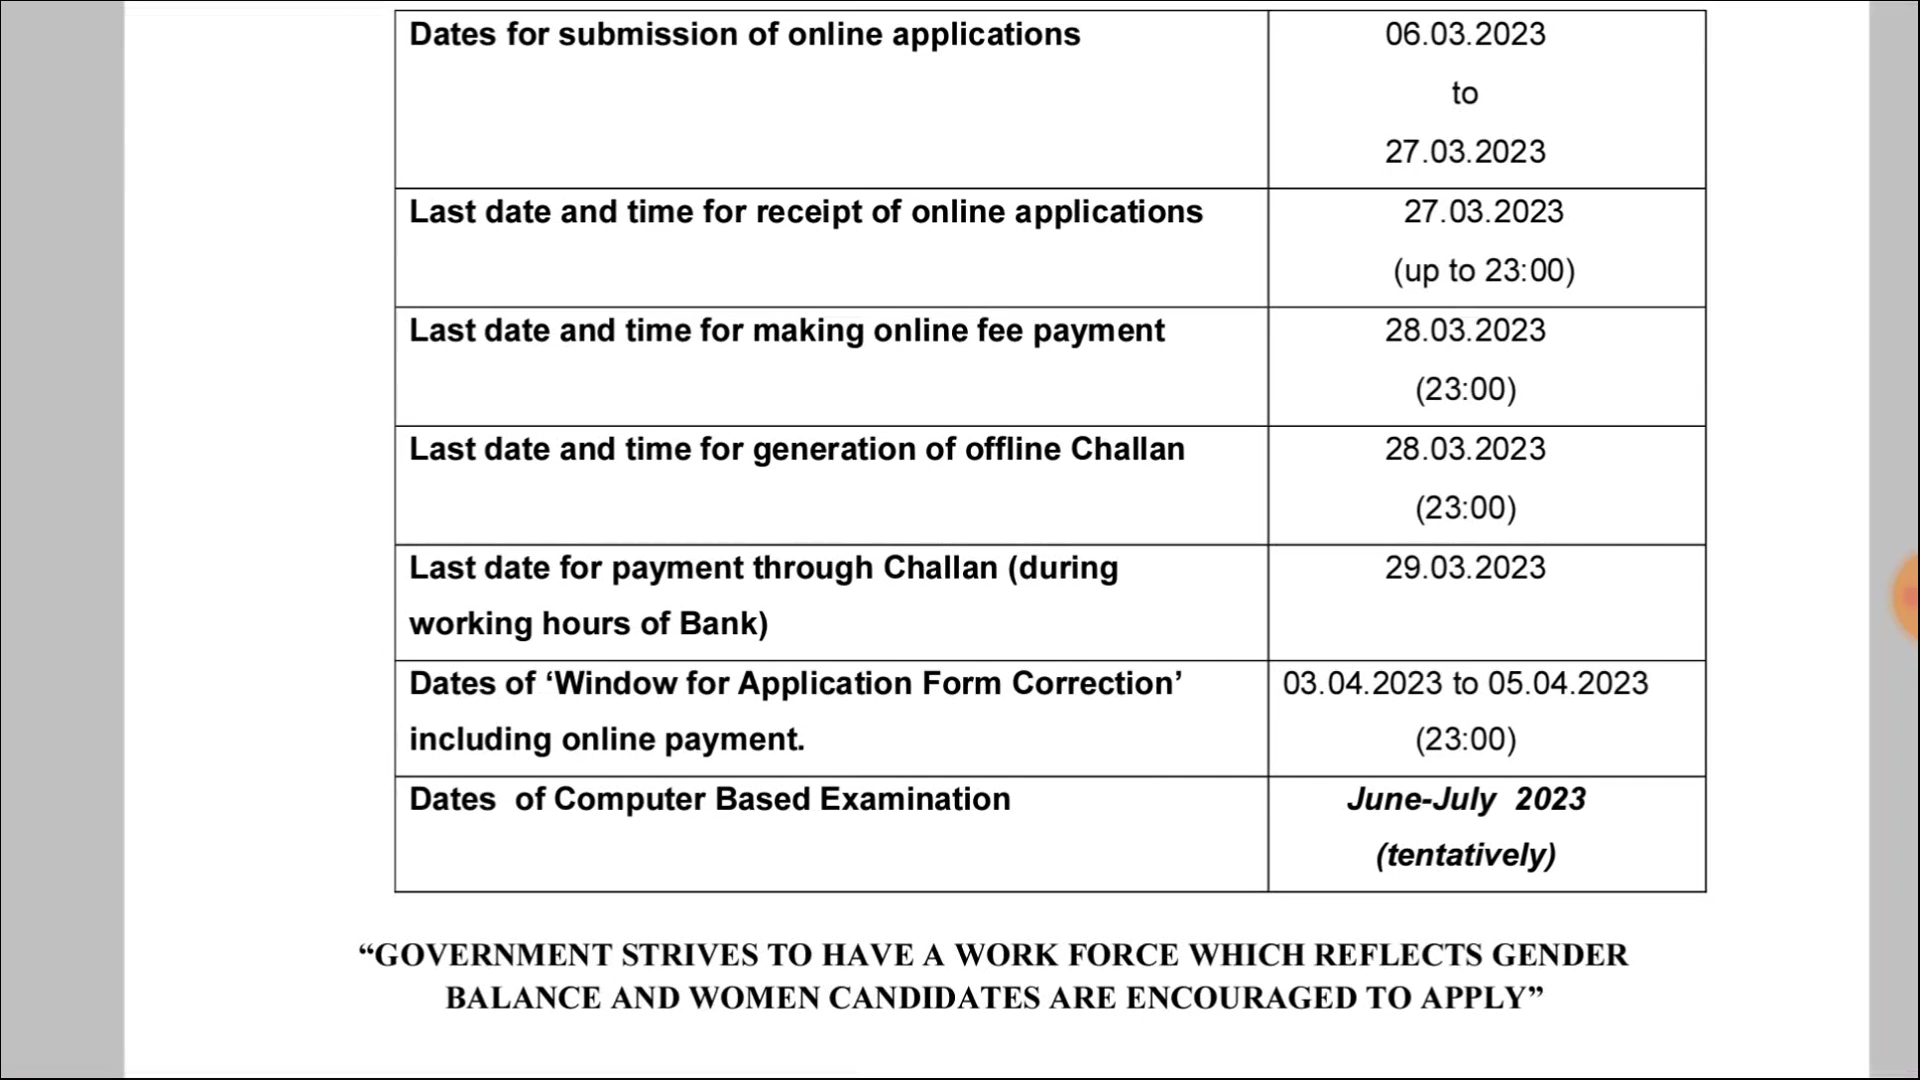 Dates for submission of online applications
06.03.2023
to
27.03.2023
Last date and time for receipt of online applications
27.03.2023
(up to 23:00)
Last date and time for making online fee payment
28.03.2023
(23:00)
Last date and time for generation of offline Challan
28.03.2023
(23:00)
Last date for payment through Challan (during
working hours of Bank)
29.03.2023
Dates of ‘Window for Application Form Correction’
including online payment.
03.04.2023 to 05.04.2023
(23:00)
Dates  of Computer Based Examination
June-July  2023
(tentatively)
“GOVERNMENT STRIVES TO HAVE A WORK FORCE WHICH REFLECTS GENDER
BALANCE AND WOMEN CANDIDATES ARE ENCOURAGED TO APPLY”